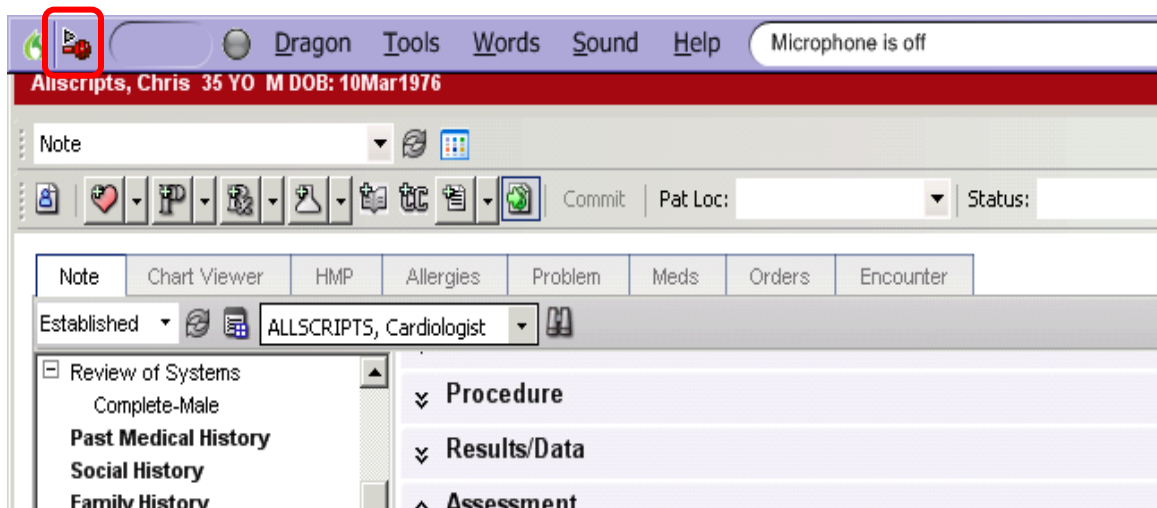 Dragon Tools Words Sound Help Microphone is off
Allscripts, Chris 35 YO M DOB: 10Mar1976
Note
Commit Pat Loc: Status:
Note Chart Viewer HMP Allergies Problem Meds Orders Encounter
Established ALLSCRIPTS, Cardiologist
Review of Systems
Complete-Male
Past Medical History
Social History
Family History
Procedure
Results/Data
Assessment